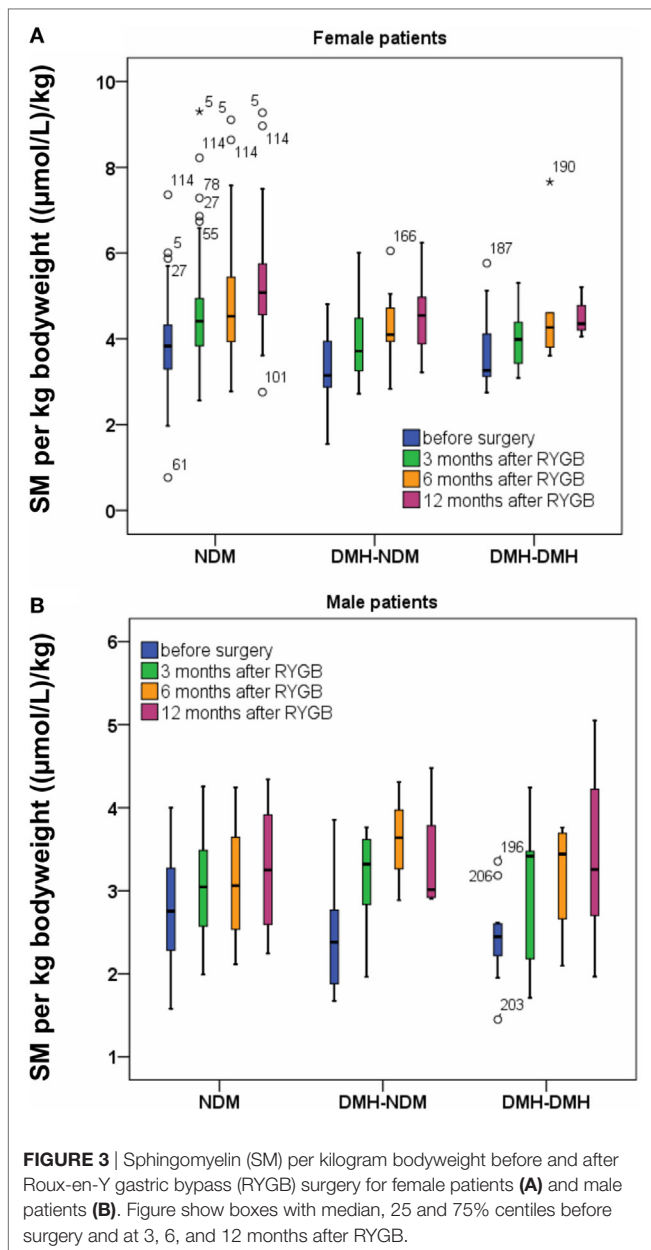 A
Female patients
SM per kg bodyweight ((µmol/L)/kg)
10
8
6
4
2
0
114
5
27
61
5
114
78
27
55
5
114
5
114
101
166
187
190
before surgery
3 months after RYGB
6 months after RYGB
12 months after RYGB
NDM DMH-NDM DMH-DMH
B
Male patients
SM per kg bodyweight ((µmol/L)/kg)
6
5
4
3
2
1
before surgery
3 months after RYGB
6 months after RYGB
12 months after RYGB
196
206
203
NDM DMH-NDM DMH-DMH
FIGURE 3 | Sphingomyelin (SM) per kilogram bodyweight before and after
Roux-en-Y gastric bypass (RYGB) surgery for female patients (A) and male
patients (B). Figure show boxes with median, 25 and 75% centiles before
surgery and at 3, 6, and 12 months after RYGB.